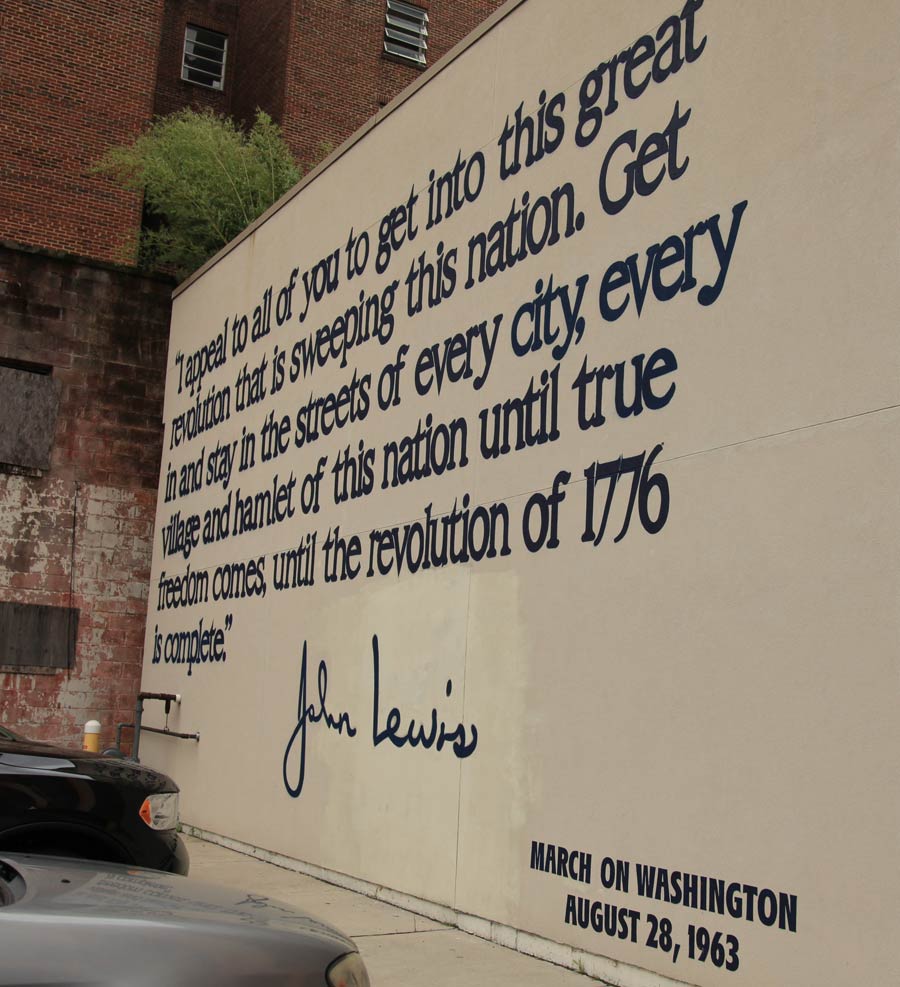 "I appeal to all of you to get into this great
revolution that is sweeping this nation. Get
in and stay in the streets of every city, every
village and hamlet of this nation until true
freedom comes, until the revolution of 1776
is complete."
John Lewis
MARCH ON WASHINGTON
AUGUST 28, 1963